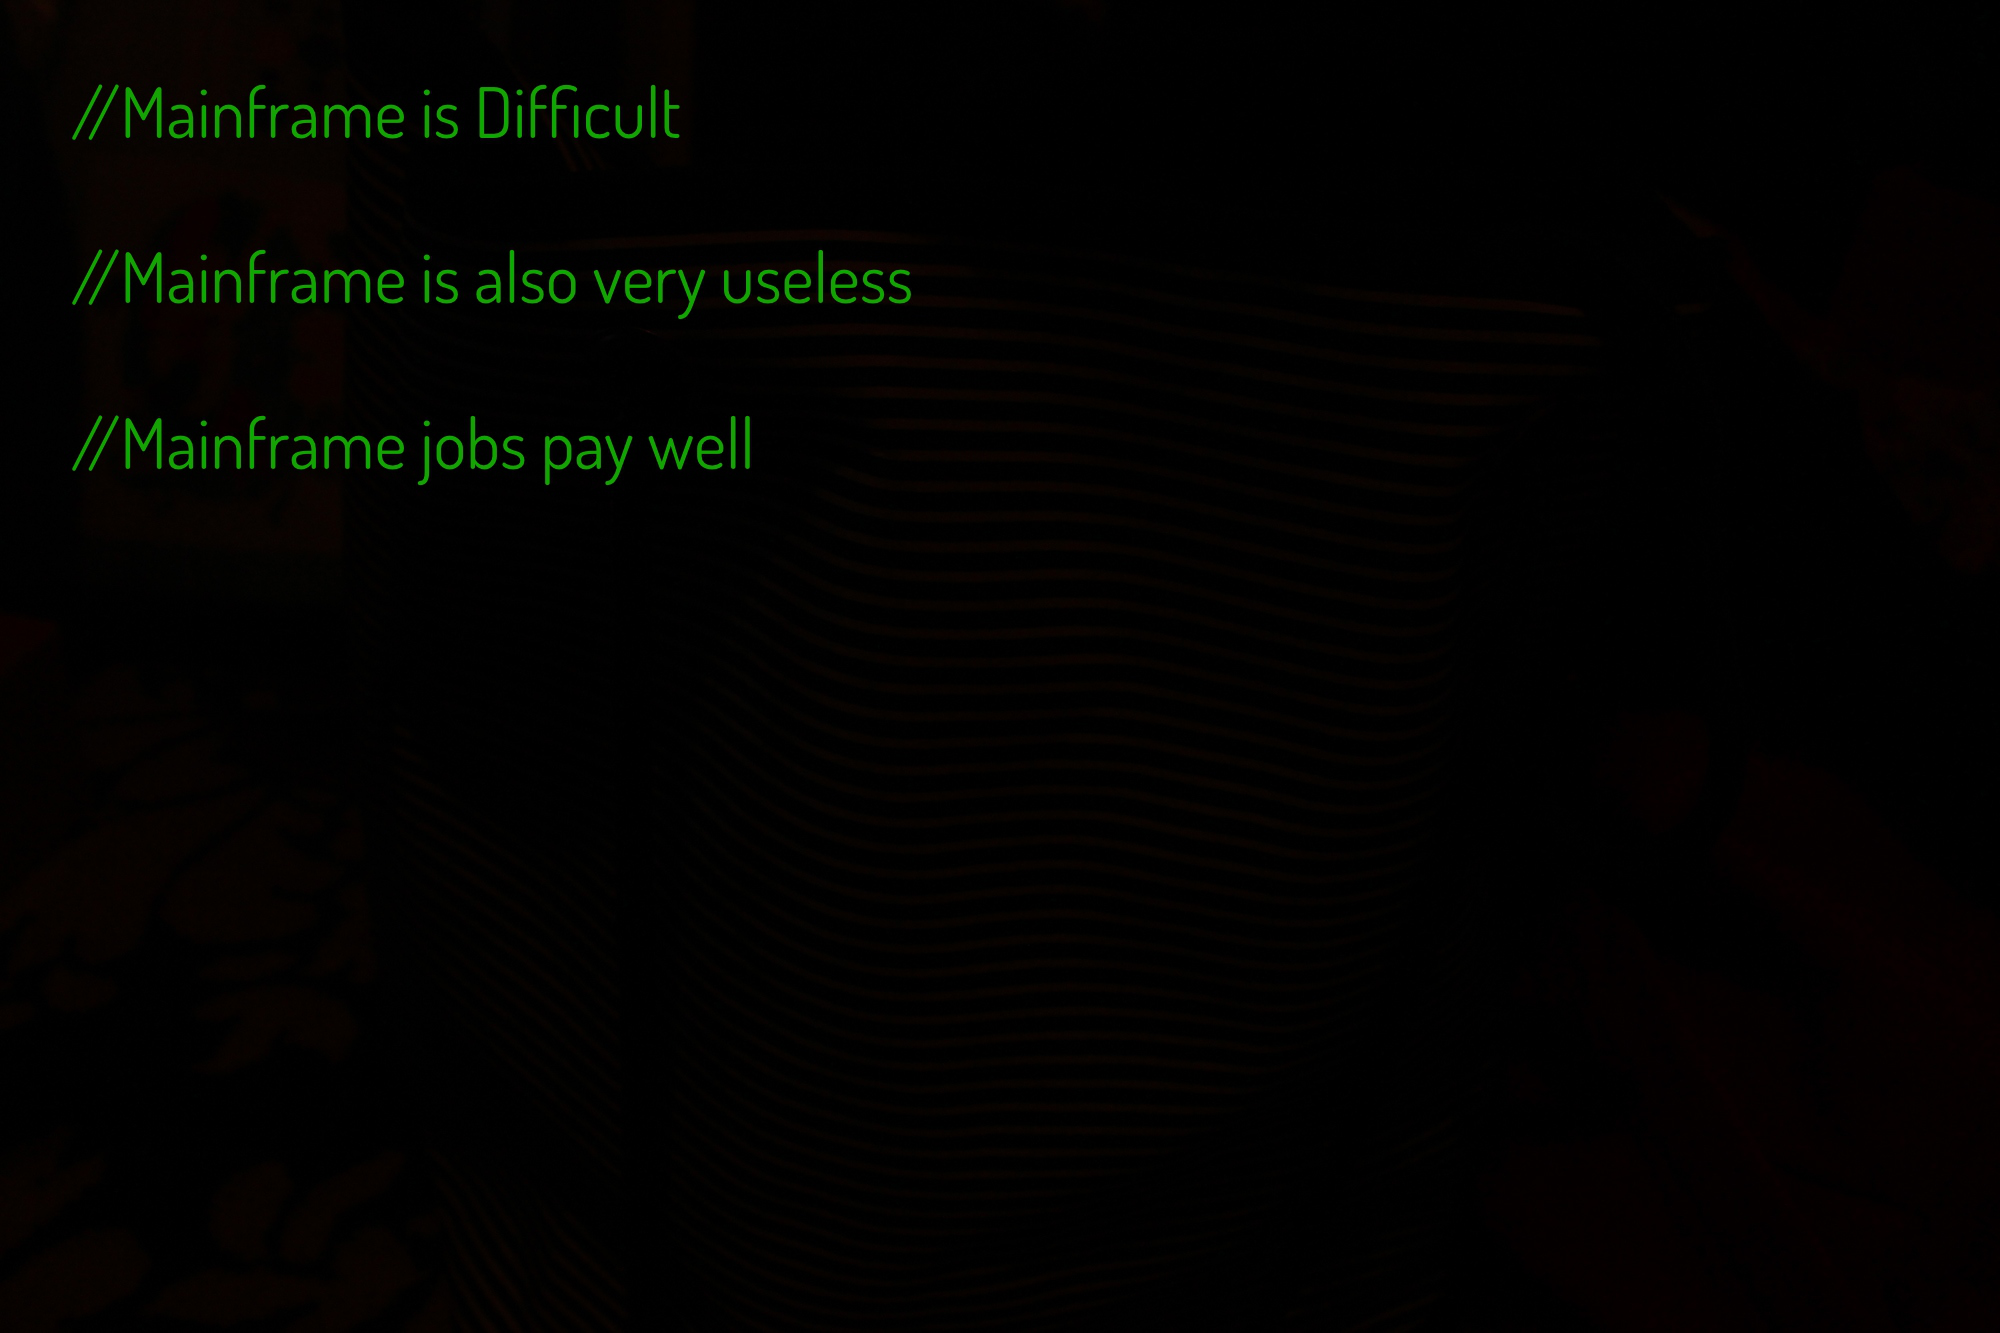 //Mainframe is Difficult
//Mainframe is also very useless
//Mainframe jobs pay well